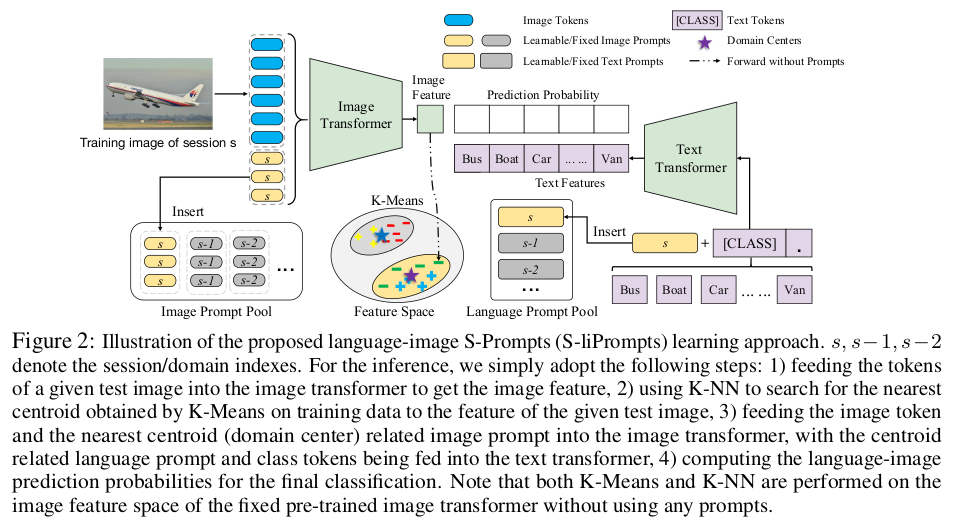 Image Tokens
[CLASS] Text Tokens
Learnable/Fixed Image Prompts
Domain Centers
Learnable/Fixed Text Prompts
Forward without Prompts
Training image of session s
s
s
s
Image
Transformer
Image
Feature
Prediction Probability
Bus Boat Car ... ... Van
Text Features
Text
Transformer
Insert
s s-1 s-2
s s-1 s-2
s s-1 s-2
...
Image Prompt Pool
K-Means
Feature Space
s
s-1
s-2
...
Language Prompt Pool
Insert
s + [CLASS] .
Bus Boat Car ... ... Van
Figure 2: Illustration of the proposed language-image S-Prompts (S-liPrompts) learning approach. s, s−1, s−2
denote the session/domain indexes. For the inference, we simply adopt the following steps: 1) feeding the tokens
of a given test image into the image transformer to get the image feature, 2) using K-NN to search for the nearest
centroid obtained by K-Means on training data to the feature of the given test image, 3) feeding the image token
and the nearest centroid (domain center) related image prompt into the image transformer, with the centroid
related language prompt and class tokens being fed into the text transformer, 4) computing the language-image
prediction probabilities for the final classification. Note that both K-Means and K-NN are performed on the
image feature space of the fixed pre-trained image transformer without using any prompts.